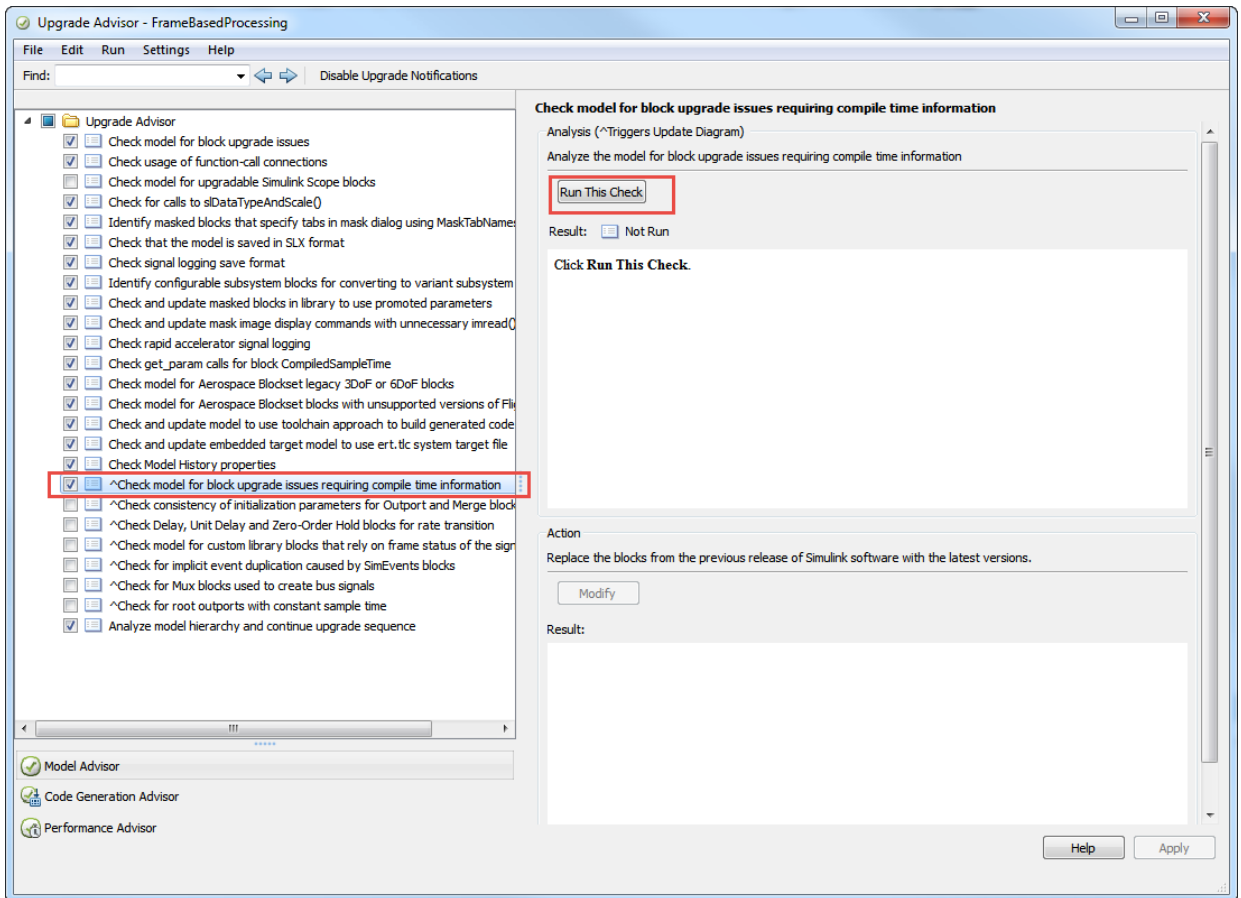 Upgrade Advisor - FrameBasedProcessing
File Edit Run Settings Help
Find: Disable Upgrade Notifications
Upgrade Advisor
Check model for block upgrade issues
Check usage of function-call connections
Check model for upgradable Simulink Scope blocks
Check for calls to slDataTypeAndScale()
Identify masked blocks that specify tabs in mask dialog using MaskTabNames
Check that the model is saved in SLX format
Check signal logging save format
Identify configurable subsystem blocks for converting to variant subsystem
Check and update masked blocks in library to use promoted parameters
Check and update mask image display commands with unnecessary imread()
Check rapid accelerator signal logging
Check get_param calls for block CompiledSampleTime
Check model for Aerospace Blockset legacy 3DoF or 6DoF blocks
Check model for Aerospace Blockset blocks with unsupported versions of Fli
Check and update model to use toolchain approach to build generated code
Check and update embedded target model to use ert.tlc system target file
Check Model History properties
^Check model for block upgrade issues requiring compile time information
^Check consistency of initialization parameters for Outport and Merge block
^Check Delay, Unit Delay and Zero-Order Hold blocks for rate transition
^Check model for custom library blocks that rely on frame status of the sign
^Check for implicit event duplication caused by SimEvents blocks
^Check for Mux blocks used to create bus signals
^Check for root outports with constant sample time
Analyze model hierarchy and continue upgrade sequence
Model Advisor
Code Generation Advisor
Performance Advisor
Check model for block upgrade issues requiring compile time information
Analysis (^Triggers Update Diagram)
Analyze the model for block upgrade issues requiring compile time information
Run This Check
Result: Not Run
Click Run This Check.
Action
Replace the blocks from the previous release of Simulink software with the latest versions.
Modify
Result:
Help Apply